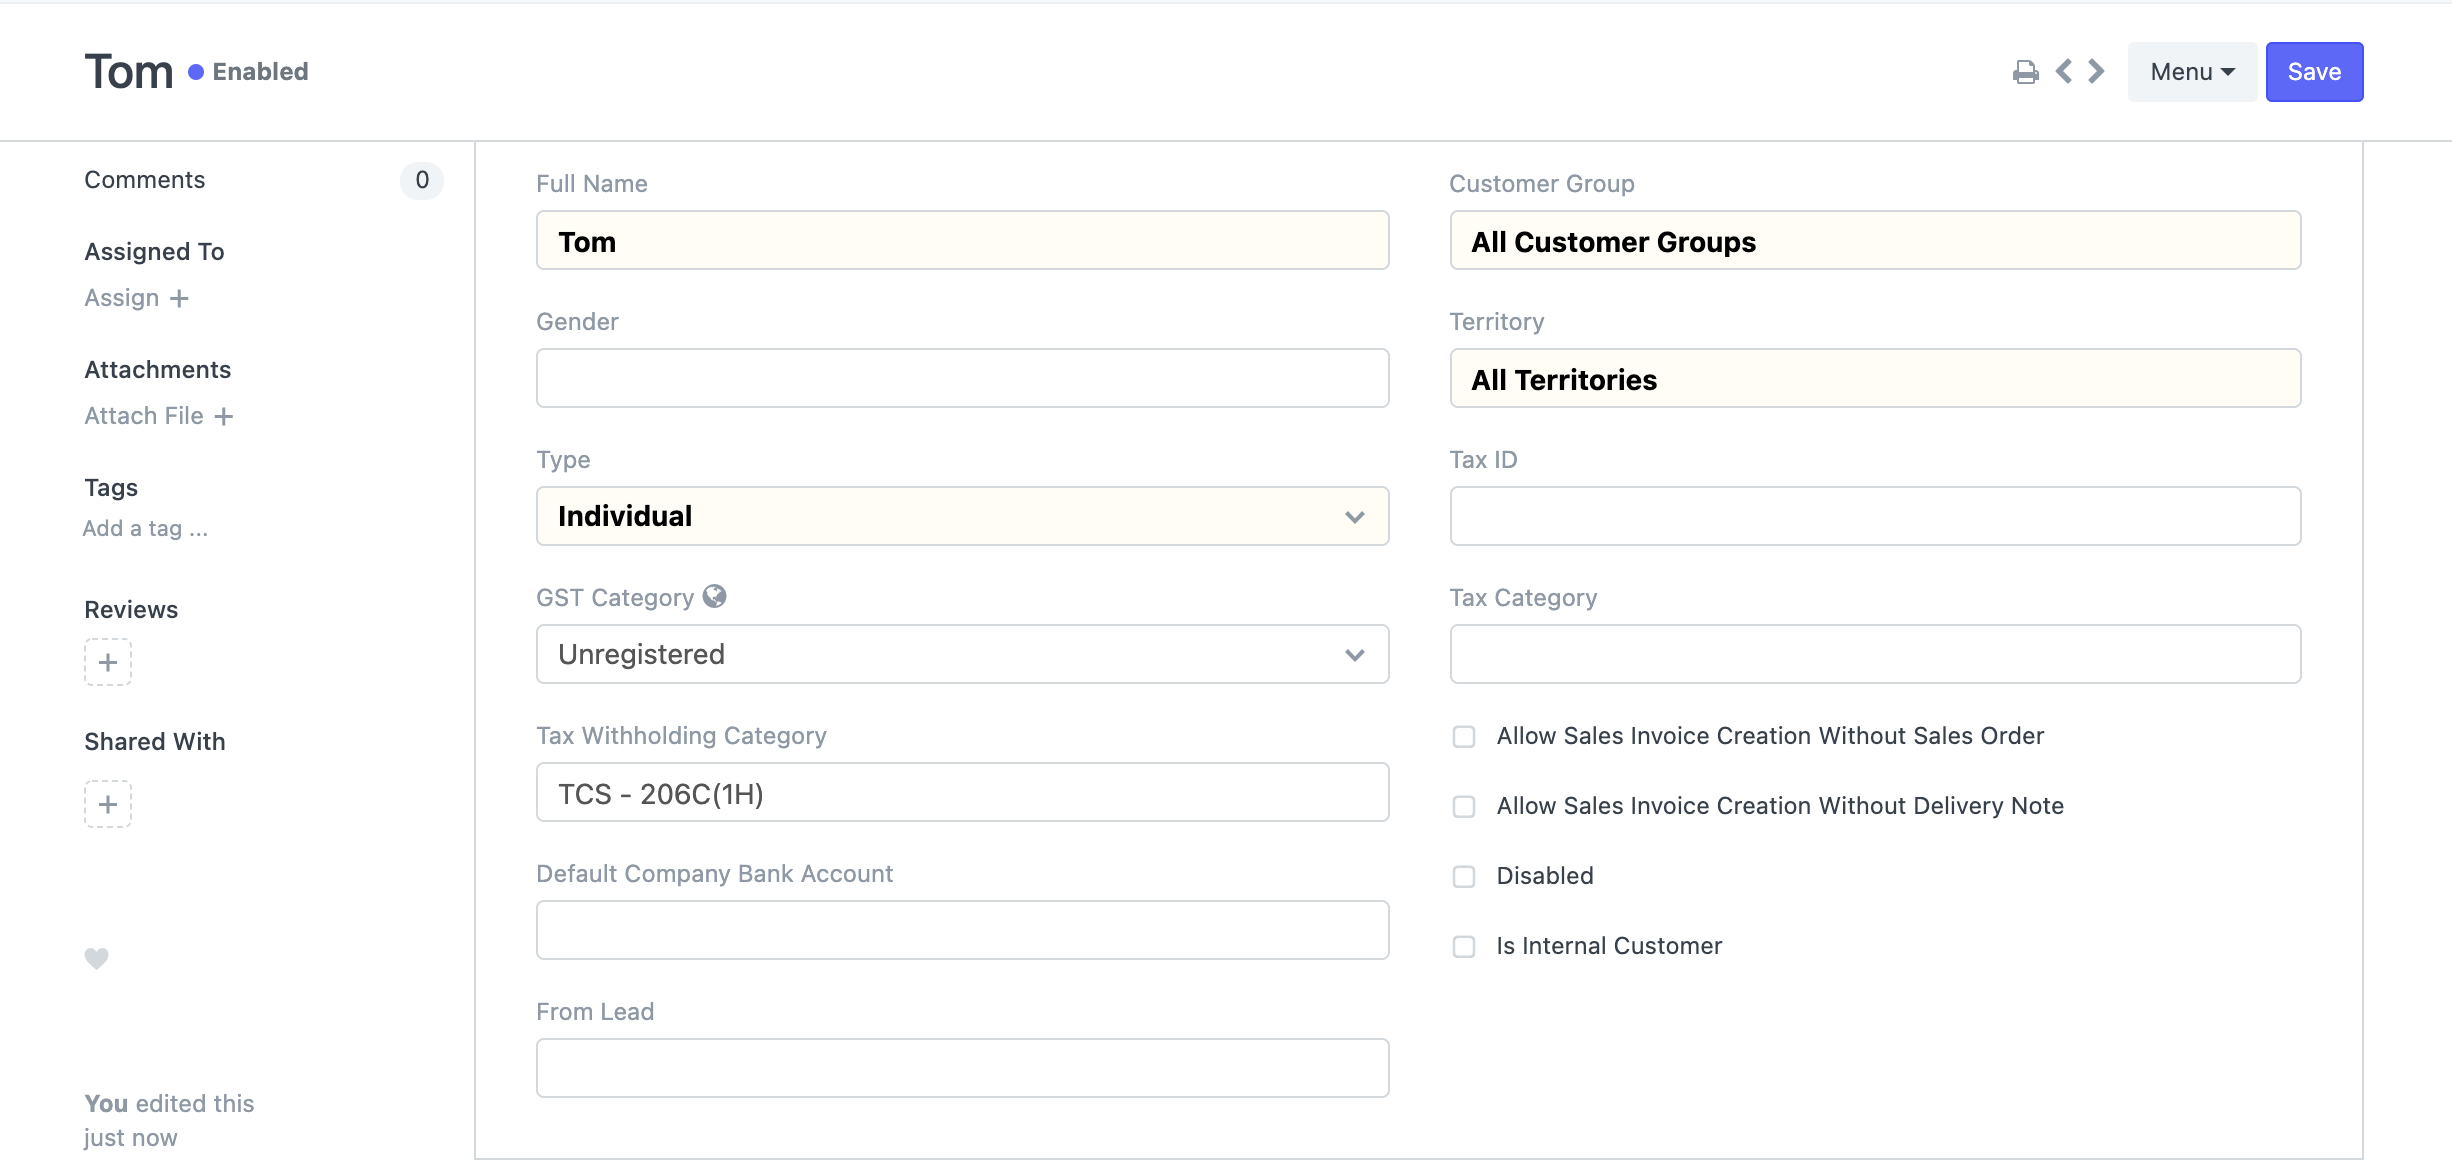 Tom Enabled
Menu Save
Comments 0
Assigned To
Assign
Attachments
Attach File
Tags
Add a tag ...
Reviews
Shared With
You edited this
just now
Full Name
Tom
Gender
Type
Individual
GST Category
Unregistered
Tax Withholding Category
TCS - 206C(1H)
Default Company Bank Account
From Lead
Customer Group
All Customer Groups
Territory
All Territories
Tax ID
Tax Category
Allow Sales Invoice Creation Without Sales Order
Allow Sales Invoice Creation Without Delivery Note
Disabled
Is Internal Customer